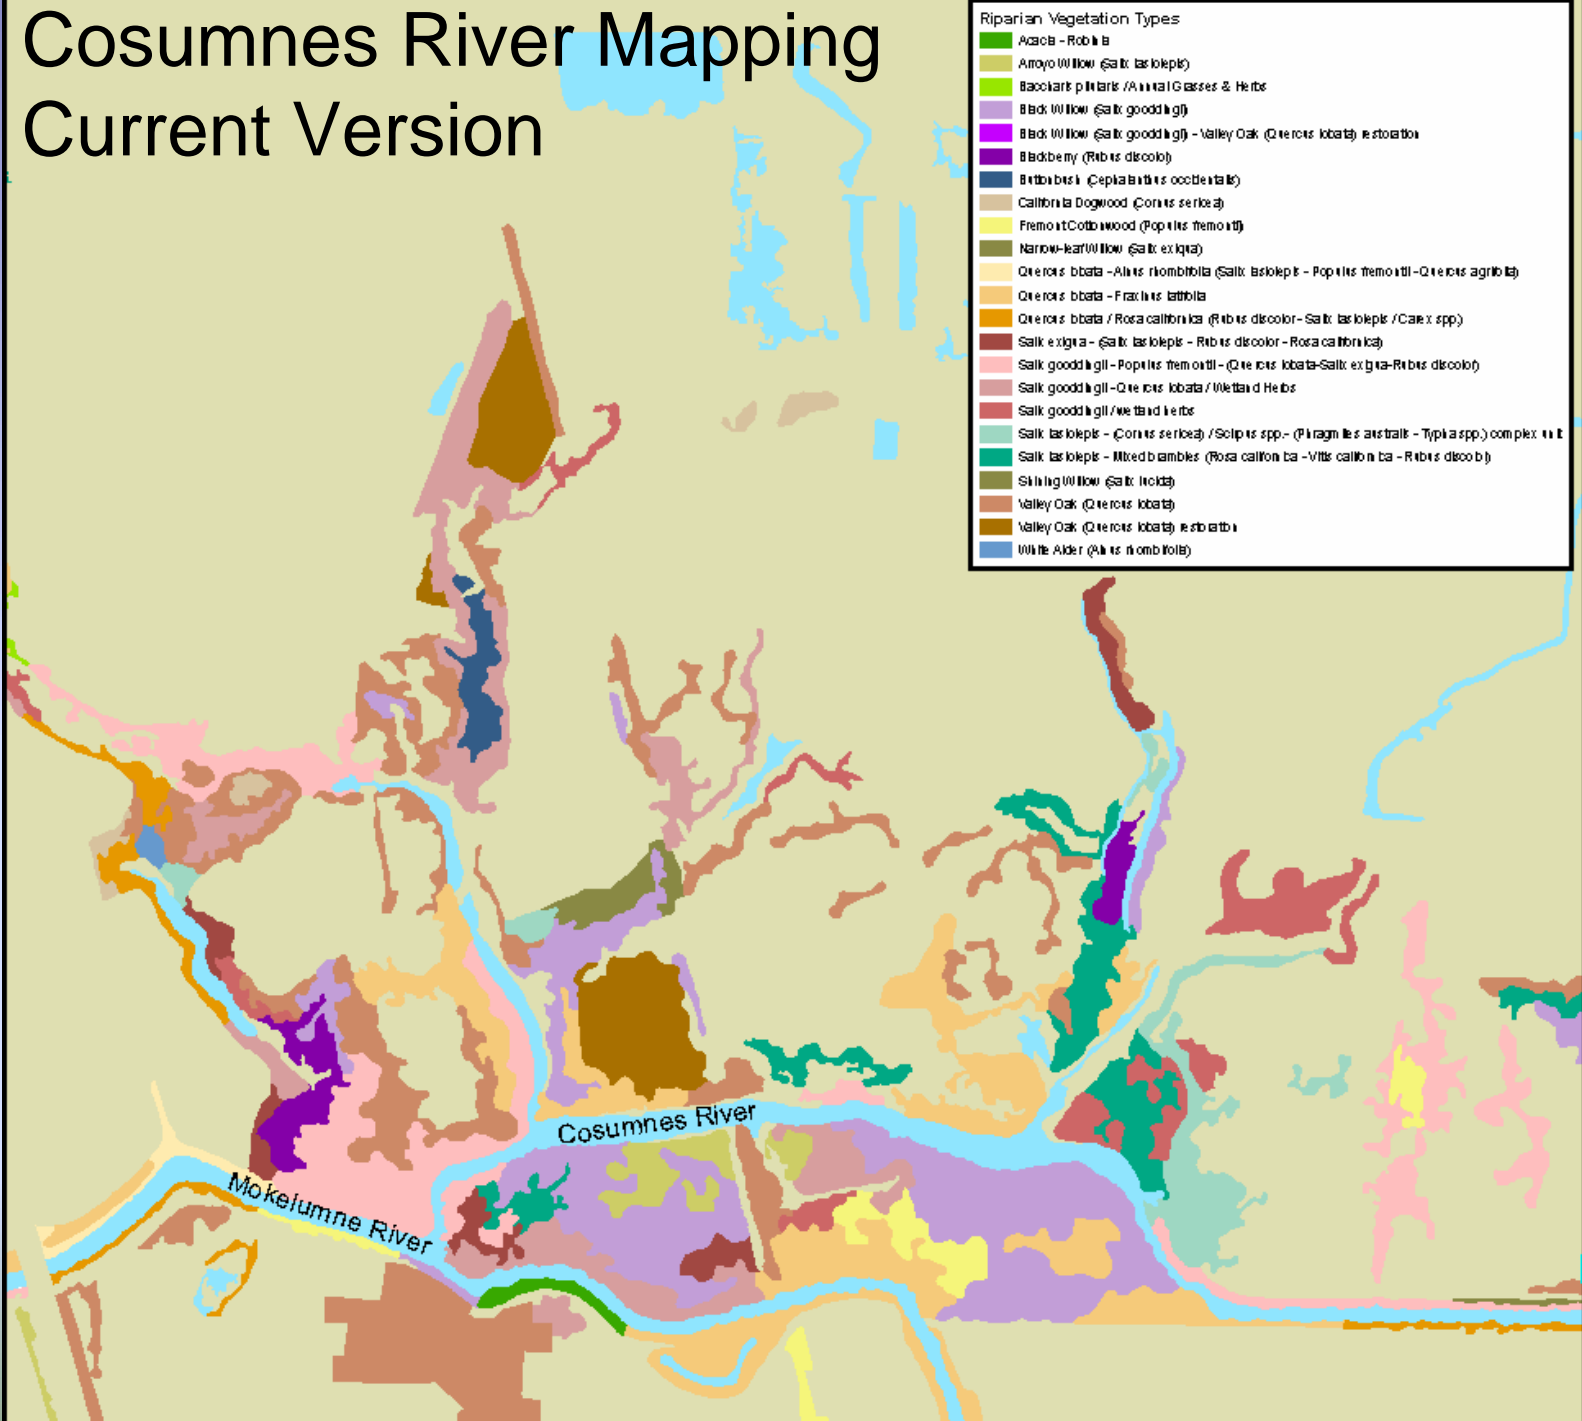 Cosumnes River Mapping
Current Version
Riparian Vegetation Types
Acacia - Robinia
Arroyo Willow (Salix lasiolepis)
Baccharis pilularis / Annual Grasses & Herbs
Black Willow (Salix gooddingii)
Black Willow (Salix gooddingii) - Valley Oak (Quercus lobata) restoration
Blackberry (Rubus discolor)
Buttonbush (Cephalanthus occidentalis)
California Dogwood (Cornus sericea)
Fremont Cottonwood (Populus fremontii)
Narrow-leaf Willow (Salix exiqua)
Quercus lobata - Alnus rhombifolia (Salix lasiolepis - Populus fremontii - Quercus agrifolia)
Quercus lobata - Fraxinus latifolia
Quercus lobata / Rosa californica (Rubus discolor - Salix lasiolepis / Carex spp.)
Salix exigua - (Salix lasiolepis - Rubus discolor - Rosa californica)
Salix gooddingii - Populus fremontii - (Quercus lobata-Salix exigua-Rubus discolor)
Salix gooddingii - Quercus lobata / Wetland Herbs
Salix gooddingii / wetland herbs
Salix lasiolepis - (Cornus sericea) / Scirpus spp.- (Phragmites australis - Typha spp.) complex unit
Salix lasiolepis - Mixed brambles (Rosa californica - Vitis californica - Rubus discolor)
Shining Willow (Salix lucida)
Valley Oak (Quercus lobata)
Valley Oak (Quercus lobata) restoration
White Alder (Alnus rhombifolia)
Cosumnes River
Mokelumne River